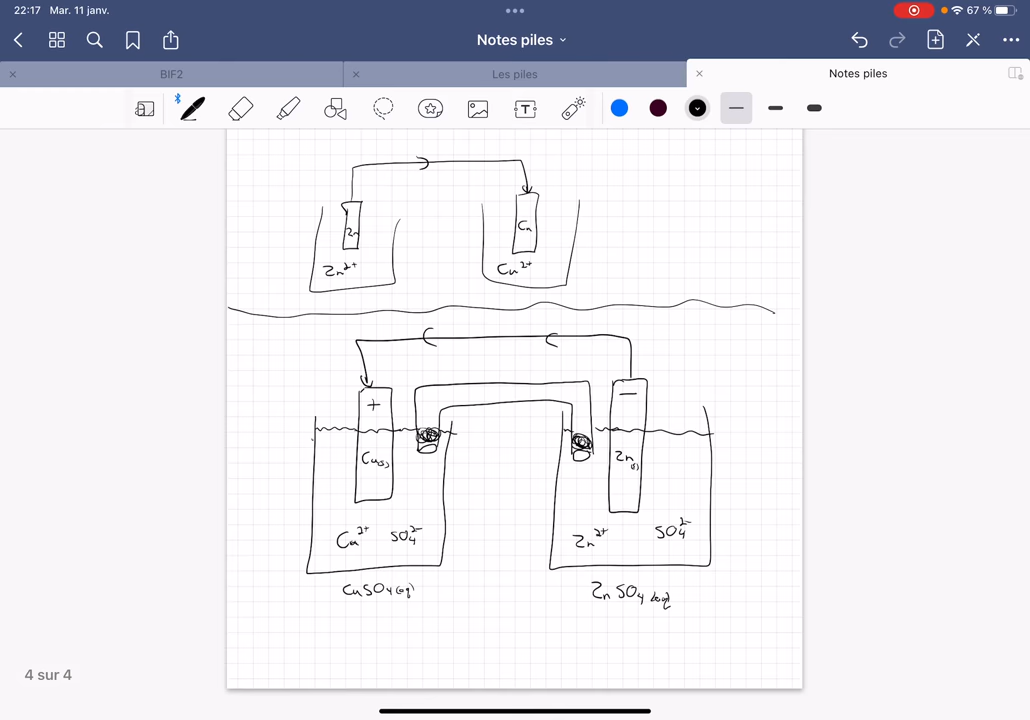 22:17 Mar. 11 janv.
67 %
Notes piles
BIF2
Les piles
Notes piles
Zn
Cu
Zn²⁺
Cu²⁺
+
−
Cu(s)
Zn(s)
Cu²⁺ SO₄²⁻
Zn²⁺ SO₄²⁻
CuSO₄(aq)
ZnSO₄(aq)
4 sur 4